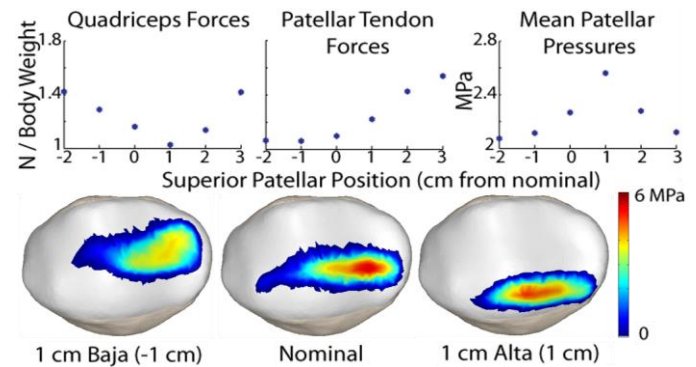 Quadriceps Forces
Patellar Tendon
Forces
Mean Patellar
Pressures
N / Body Weight
1.8
1.4
1
-2 -1 0 1 2 3
-2 -1 0 1 2 3
MPa
2.8
2.4
2
-2 -1 0 1 2 3
Superior Patellar Position (cm from nominal)
6 MPa
0
1 cm Baja (-1 cm)
Nominal
1 cm Alta (1 cm)